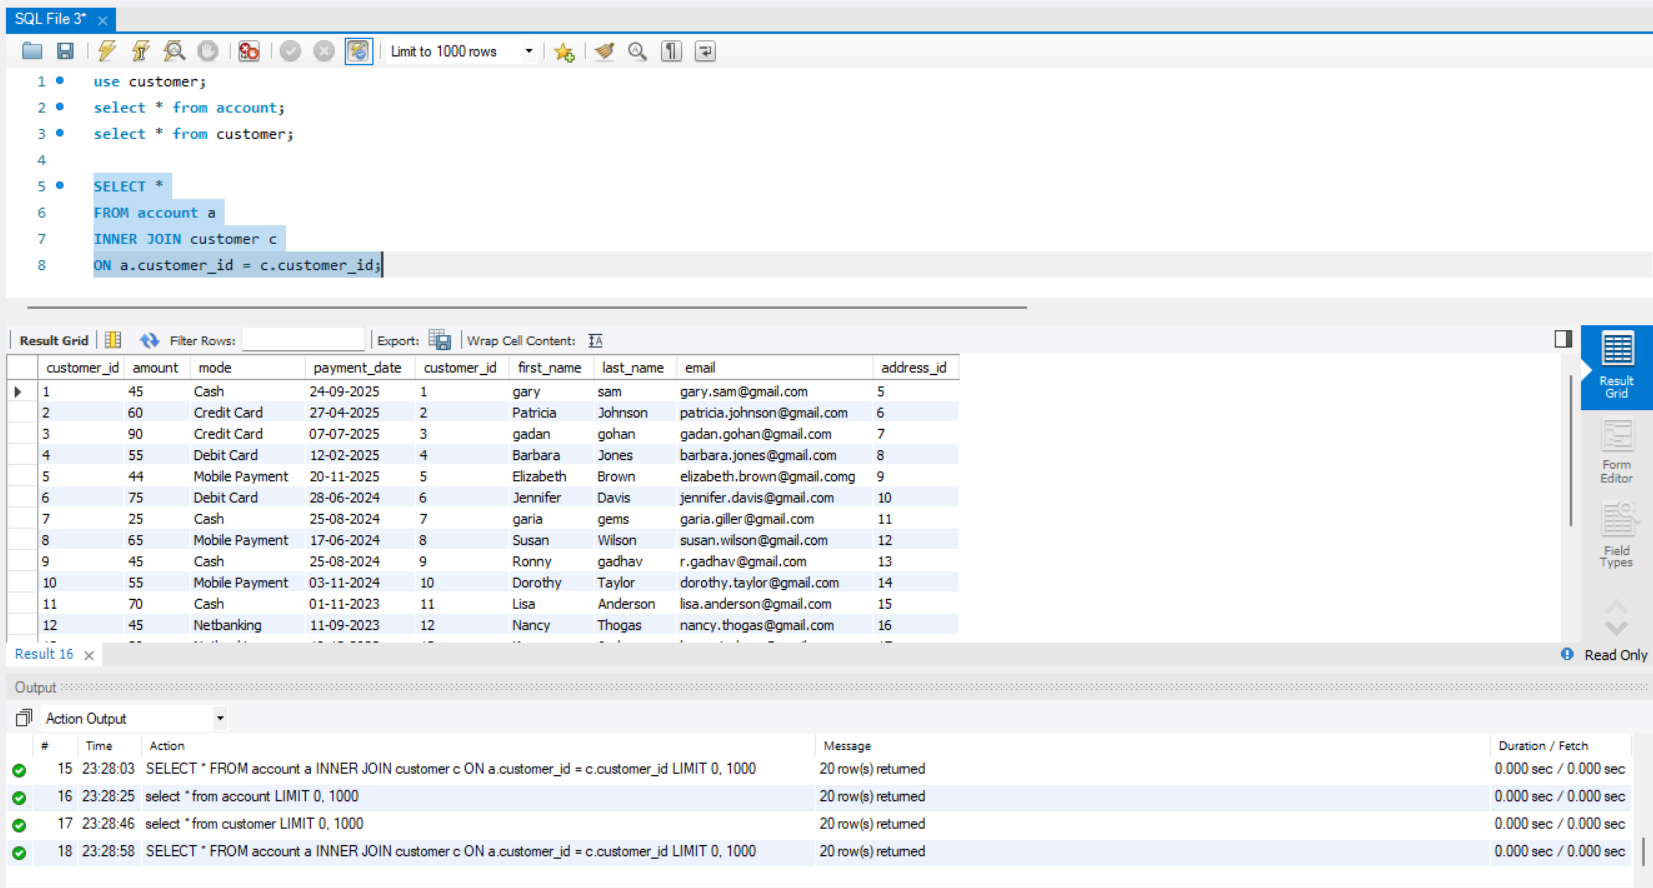 SQL File 3*
Limit to 1000 rows
1 use customer;
2 select * from account;
3 select * from customer;
4
5 SELECT *
6 FROM account a
7 INNER JOIN customer c
8 ON a.customer_id = c.customer_id;
Result Grid Filter Rows: Export: Wrap Cell Content:
customer_id amount mode payment_date customer_id first_name last_name email address_id
1 45 Cash 24-09-2025 1 gary sam gary.sam@gmail.com 5
2 60 Credit Card 27-04-2025 2 Patricia Johnson patricia.johnson@gmail.com 6
3 90 Credit Card 07-07-2025 3 gadan gohan gadan.gohan@gmail.com 7
4 55 Debit Card 12-02-2025 4 Barbara Jones barbara.jones@gmail.com 8
5 44 Mobile Payment 20-11-2025 5 Elizabeth Brown elizabeth.brown@gmail.comg 9
6 75 Debit Card 28-06-2024 6 Jennifer Davis jennifer.davis@gmail.com 10
7 25 Cash 25-08-2024 7 garia gems garia.giller@gmail.com 11
8 65 Mobile Payment 17-06-2024 8 Susan Wilson susan.wilson@gmail.com 12
9 45 Cash 25-08-2024 9 Ronny gadhav r.gadhav@gmail.com 13
10 55 Mobile Payment 03-11-2024 10 Dorothy Taylor dorothy.taylor@gmail.com 14
11 70 Cash 01-11-2023 11 Lisa Anderson lisa.anderson@gmail.com 15
12 45 Netbanking 11-09-2023 12 Nancy Thogas nancy.thogas@gmail.com 16
Result
Grid
Form
Editor
Field
Types
Result 16
Read Only
Output
Action Output
# Time Action Message Duration / Fetch
15 23:28:03 SELECT * FROM account a INNER JOIN customer c ON a.customer_id = c.customer_id LIMIT 0, 1000 20 row(s) returned 0.000 sec / 0.000 sec
16 23:28:25 select * from account LIMIT 0, 1000 20 row(s) returned 0.000 sec / 0.000 sec
17 23:28:46 select * from customer LIMIT 0, 1000 20 row(s) returned 0.000 sec / 0.000 sec
18 23:28:58 SELECT * FROM account a INNER JOIN customer c ON a.customer_id = c.customer_id LIMIT 0, 1000 20 row(s) returned 0.000 sec / 0.000 sec